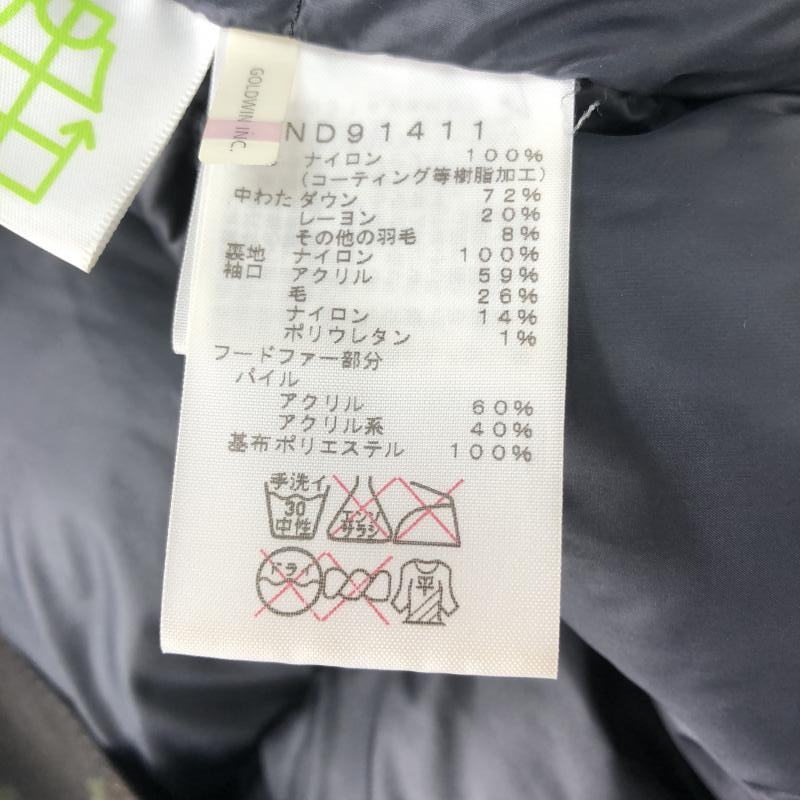 GOLDWIN INC.
ND91411
ナイロン 100%
(コーティング等樹脂加工)
中わた ダウン 72%
レーヨン 20%
その他の羽毛 8%
裏地 ナイロン 100%
袖口 アクリル 59%
毛 26%
ナイロン 14%
ポリウレタン 1%
フードファー部分
パイル
アクリル 60%
アクリル系 40%
基布 ポリエステル 100%
手洗イ
30
中性
エンソ
サラシ
ドライ
平